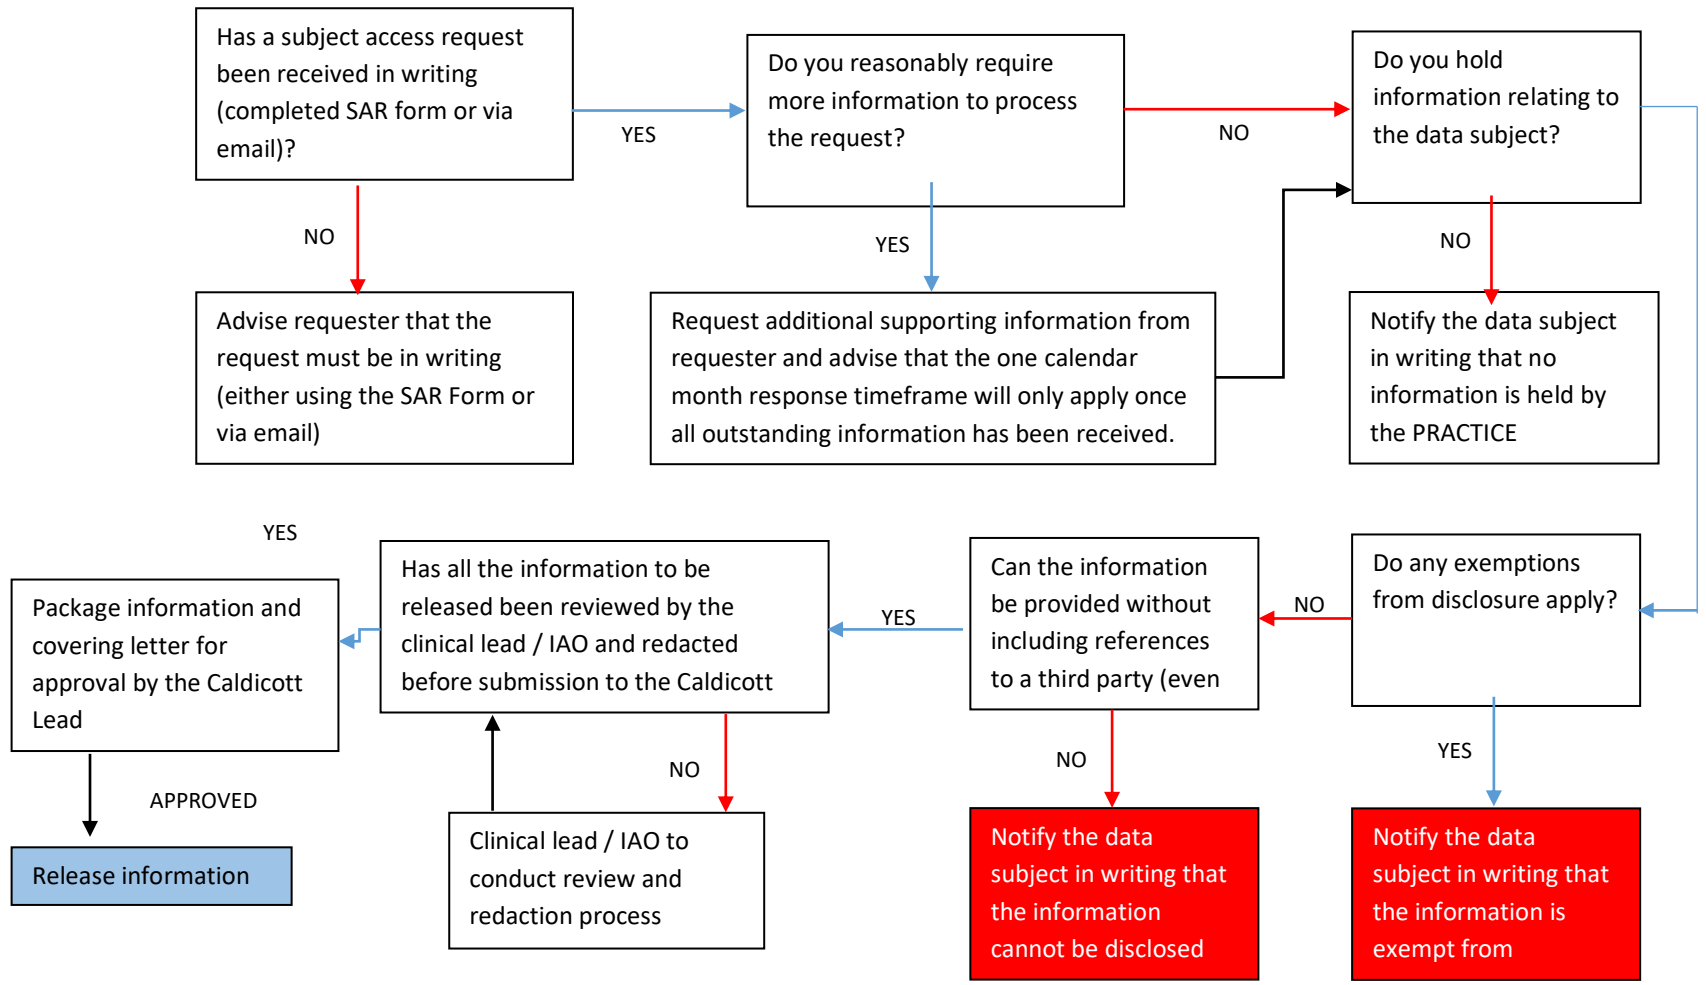 Has a subject access request
been received in writing
(completed SAR form or via
email)?
YES
Do you reasonably require
more information to process
the request?
NO
Do you hold
information relating to
the data subject?
NO
YES
NO
Advise requester that the
request must be in writing
(either using the SAR Form or
via email)
Request additional supporting information from
requester and advise that the one calendar
month response timeframe will only apply once
all outstanding information has been received.
Notify the data subject
in writing that no
information is held by
the PRACTICE
YES
Package information and
covering letter for
approval by the Caldicott
Lead
Has all the information to be
released been reviewed by the
clinical lead / IAO and redacted
before submission to the Caldicott
YES
Can the information
be provided without
including references
to a third party (even
NO
Do any exemptions
from disclosure apply?
APPROVED
NO
NO
YES
Release information
Clinical lead / IAO to
conduct review and
redaction process
Notify the data
subject in writing that
the information
cannot be disclosed
Notify the data
subject in writing that
the information is
exempt from